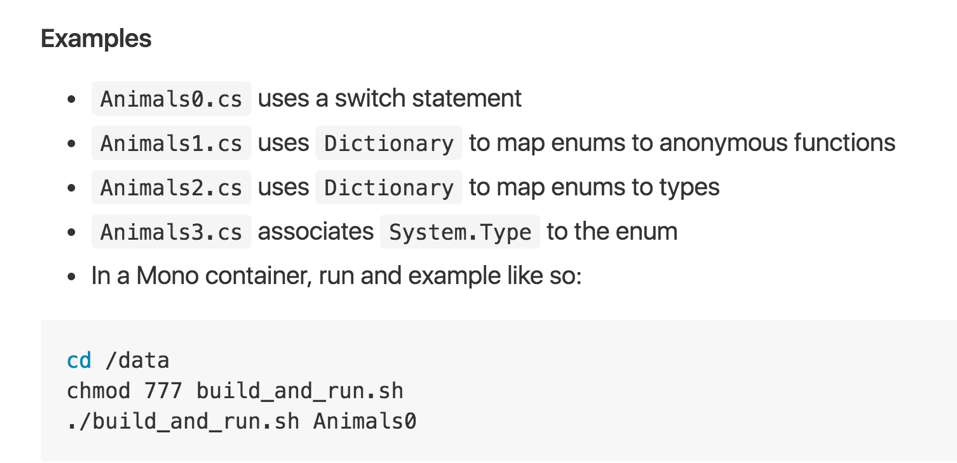 Examples
Animals0.cs uses a switch statement
Animals1.cs uses Dictionary to map enums to anonymous functions
Animals2.cs uses Dictionary to map enums to types
Animals3.cs associates System.Type to the enum
In a Mono container, run and example like so:
cd /data
chmod 777 build_and_run.sh
./build_and_run.sh Animals0